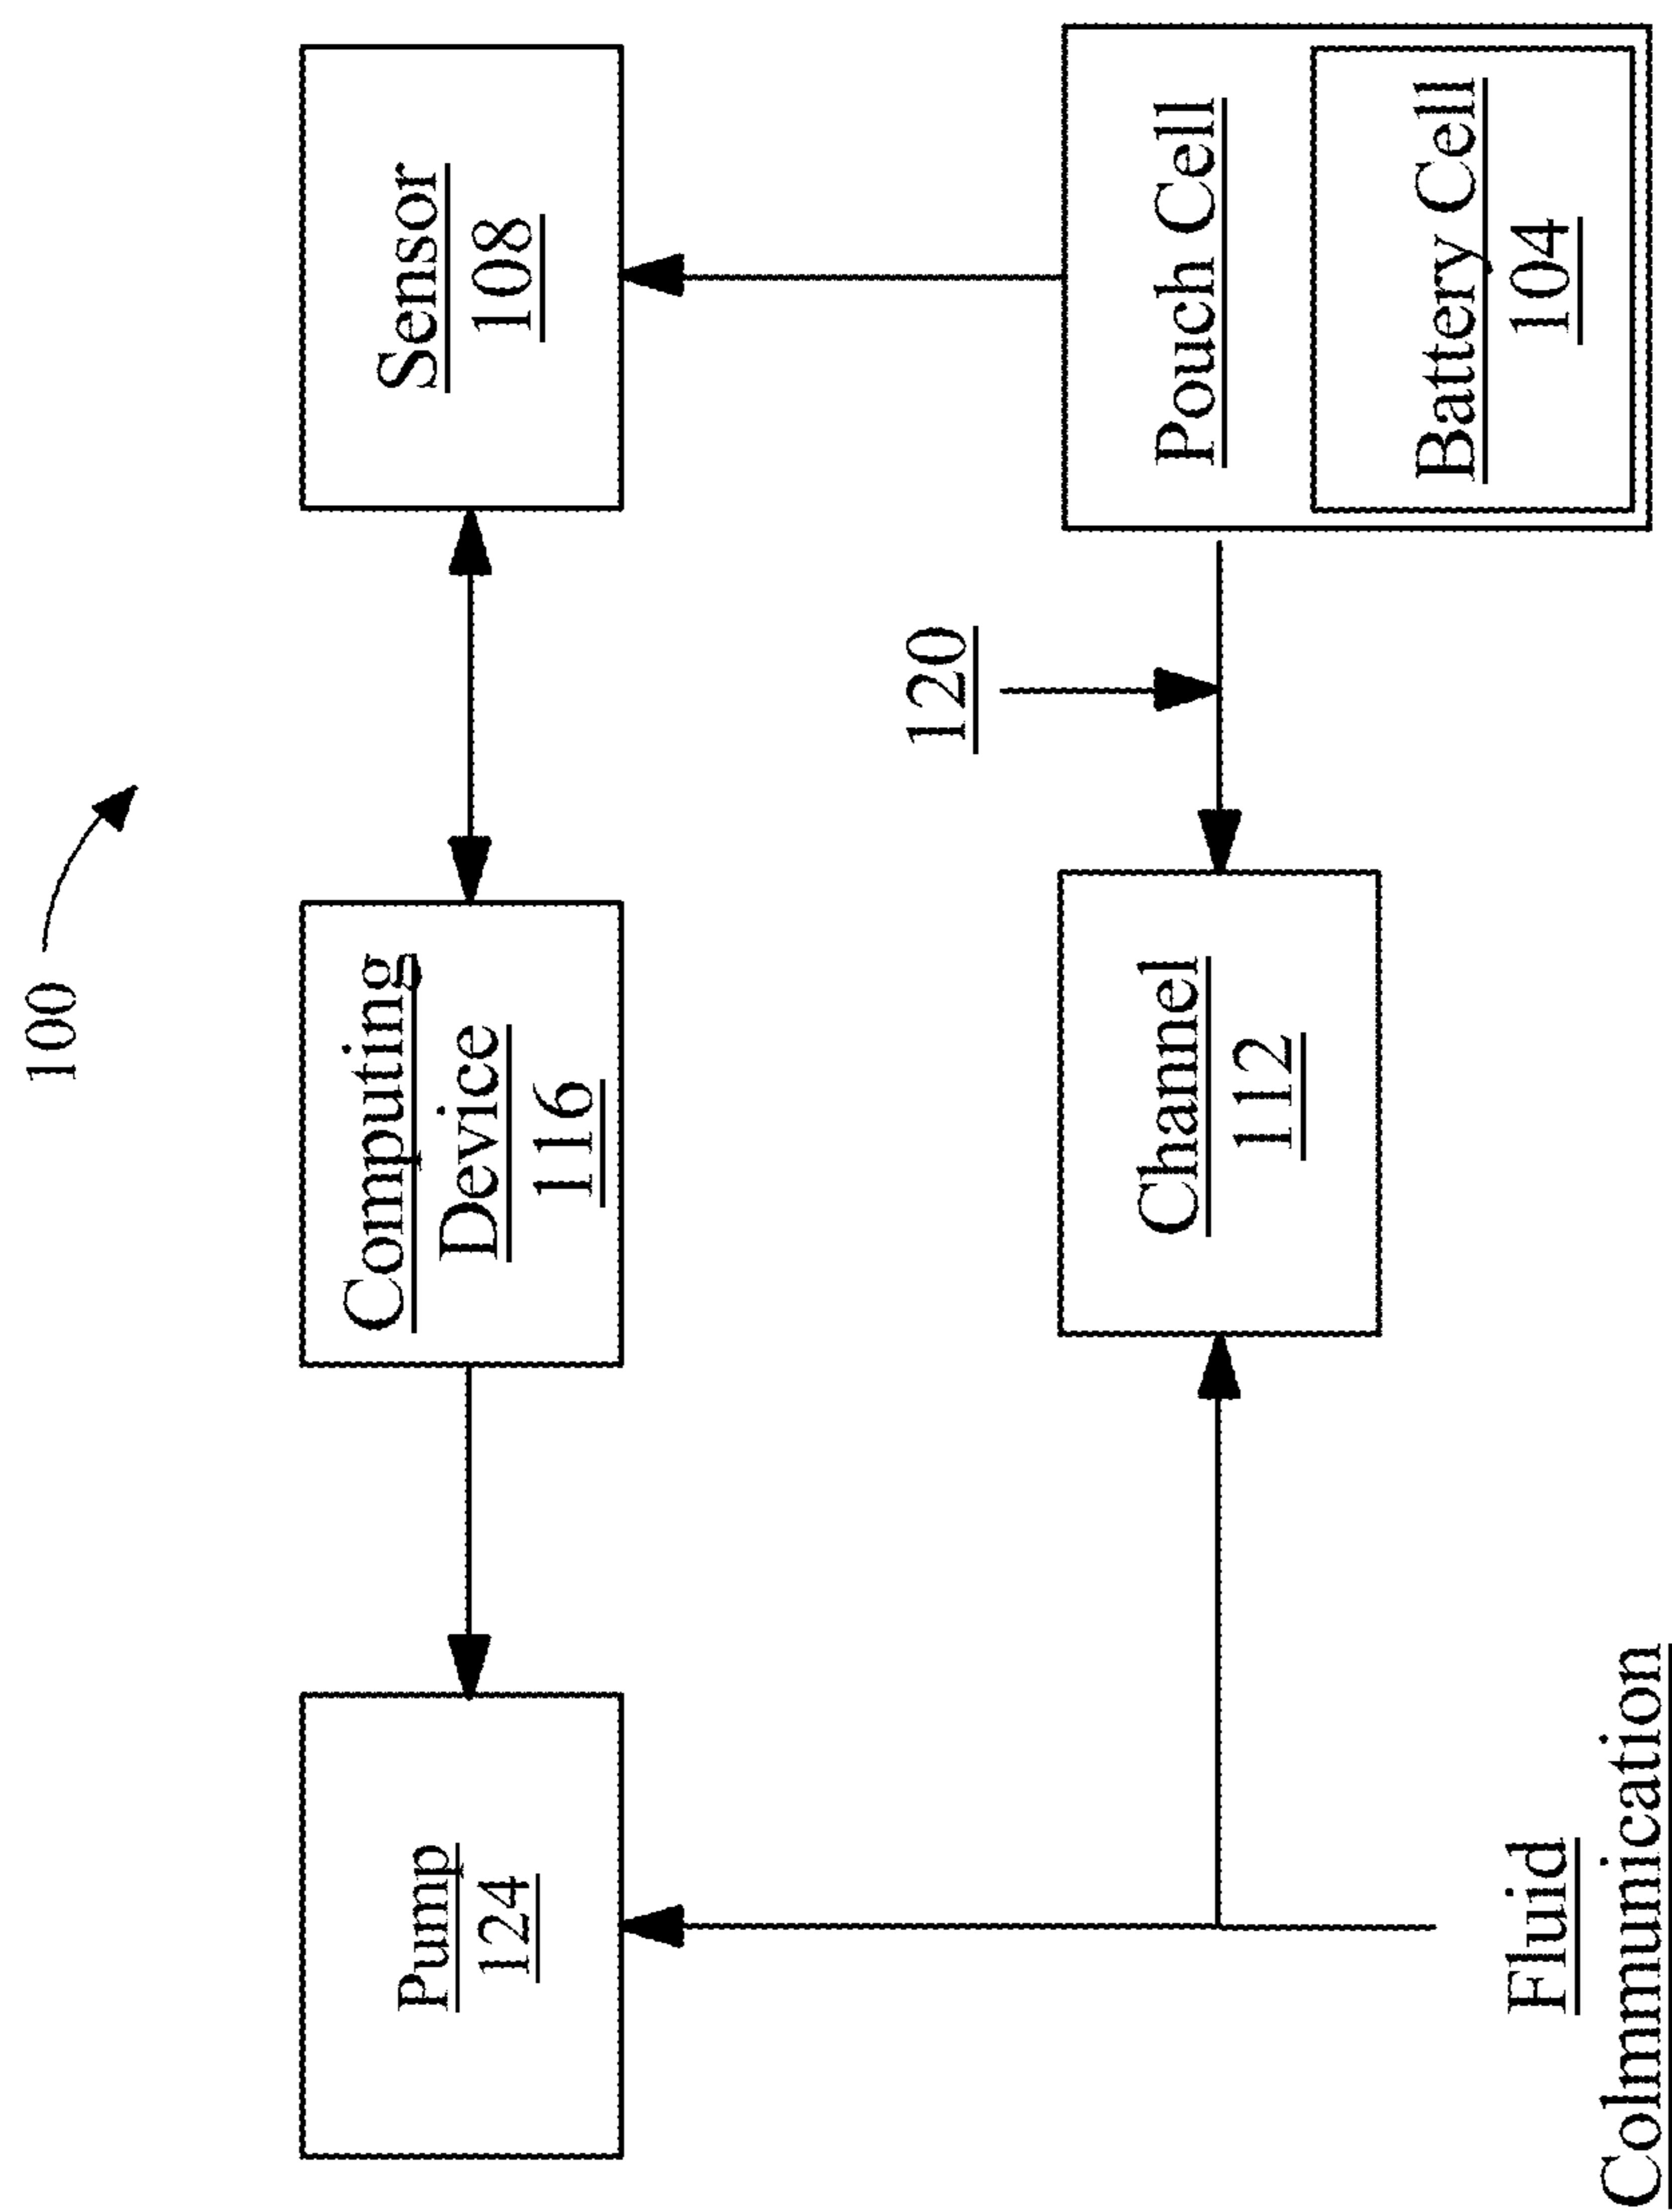 100
Pump
124
Computing
Device
116
Sensor
108
120
Channel
112
Pouch Cell
Battery Cell
104
Fluid
Colmmunication